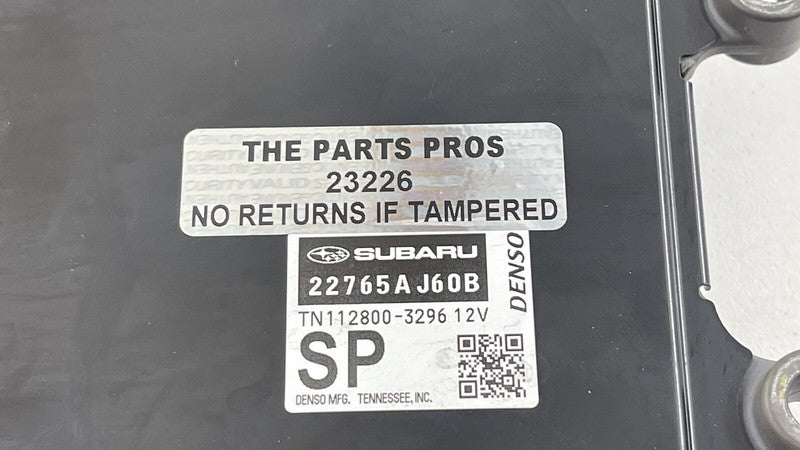 THE PARTS PROS
23226
NO RETURNS IF TAMPERED
SUBARU
22765AJ60B
DENSO
TN112800-3296 12V
SP
DENSO MFG. TENNESSEE, INC.